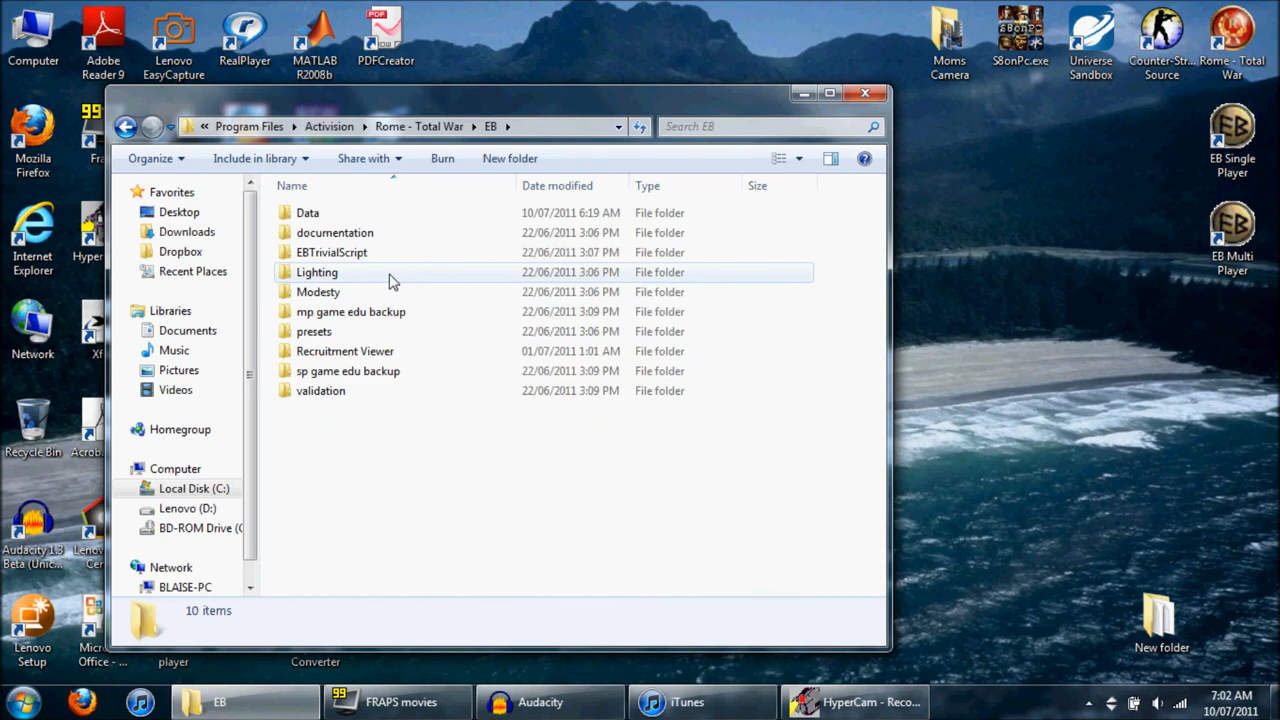 Computer
Adobe Reader 9
Lenovo EasyCapture
RealPlayer
MATLAB R2008b
PDF
PDFCreator
Moms Camera
S8onPC
S8onPc.exe
Universe Sandbox
Counter-Str... Source
Rome - Total War
Mozilla Firefox
99
Fra
Internet Explorer
Hyper
Network
Xf
Recycle Bin
Acrob
Audacity 1.3 Beta (Unic...
Lenov
Cer
Lenovo Setup
Micro
Office - ...
player
Converter
EB
EB Single Player
EB
EB Multi Player
New folder
« Program Files ▸ Activision ▸ Rome - Total War ▸ EB ▸
Search EB
Organize
Include in library
Share with
Burn
New folder
Favorites
Desktop
Downloads
Dropbox
Recent Places
Libraries
Documents
Music
Pictures
Videos
Homegroup
Computer
Local Disk (C:)
Lenovo (D:)
BD-ROM Drive (
Network
BLAISE-PC
Name Date modified Type Size
Data 10/07/2011 6:19 AM File folder
documentation 22/06/2011 3:06 PM File folder
EBTrivialScript 22/06/2011 3:07 PM File folder
Lighting 22/06/2011 3:06 PM File folder
Modesty 22/06/2011 3:06 PM File folder
mp game edu backup 22/06/2011 3:09 PM File folder
presets 22/06/2011 3:06 PM File folder
Recruitment Viewer 01/07/2011 1:01 AM File folder
sp game edu backup 22/06/2011 3:09 PM File folder
validation 22/06/2011 3:09 PM File folder
10 items
EB
99
FRAPS movies
Audacity
iTunes
HyperCam - Reco...
7:02 AM
10/07/2011